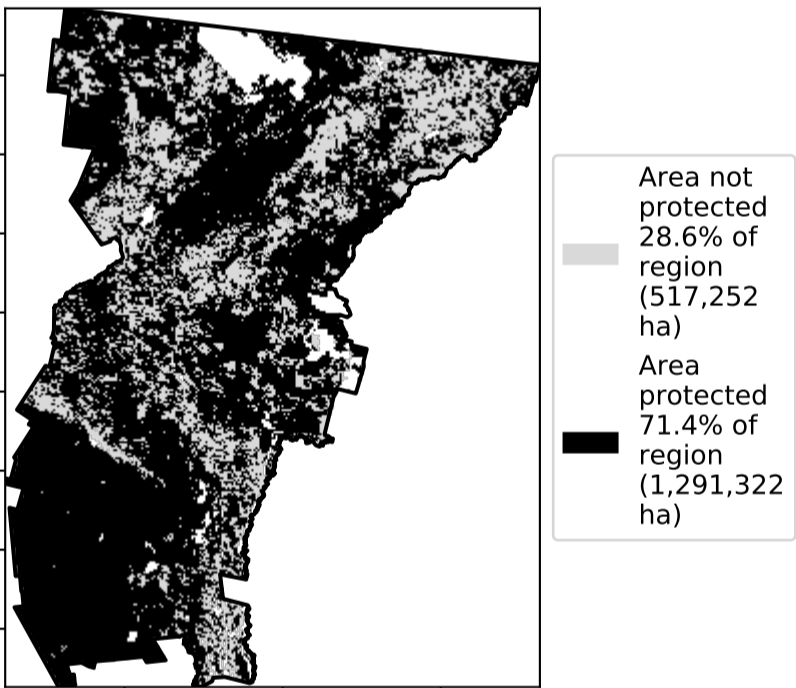 Area not
protected
28.6% of
region
(517,252
ha)
Area
protected
71.4% of
region
(1,291,322
ha)